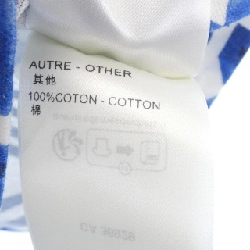 AUTRE - OTHER
其他
100%COTON - COTTON
棉